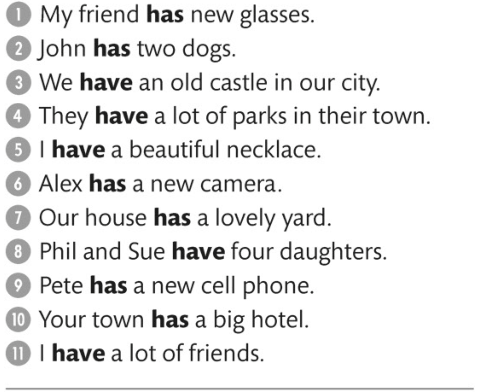 1 My friend has new glasses.
2 John has two dogs.
3 We have an old castle in our city.
4 They have a lot of parks in their town.
5 I have a beautiful necklace.
6 Alex has a new camera.
7 Our house has a lovely yard.
8 Phil and Sue have four daughters.
9 Pete has a new cell phone.
10 Your town has a big hotel.
11 I have a lot of friends.